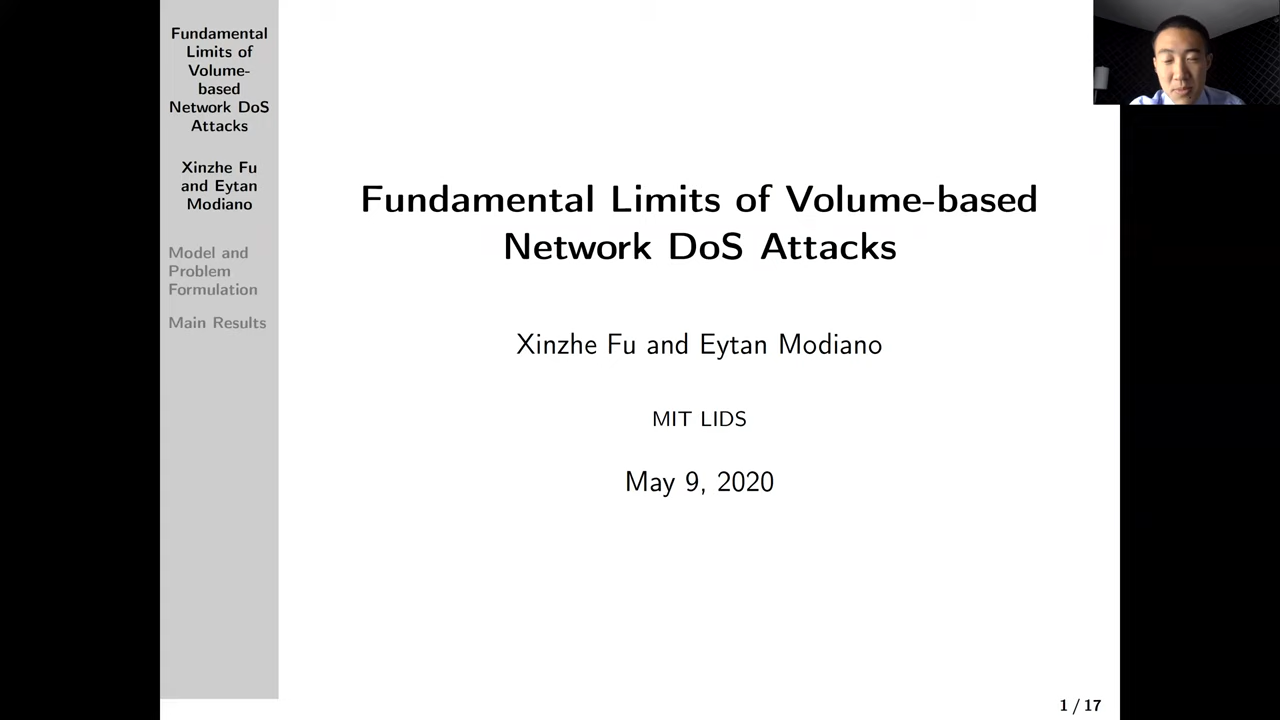 Fundamental
Limits of
Volume-
based
Network DoS
Attacks
Xinzhe Fu
and Eytan
Modiano
Model and
Problem
Formulation
Main Results
Fundamental Limits of Volume-based
Network DoS Attacks
Xinzhe Fu and Eytan Modiano
MIT LIDS
May 9, 2020
1 / 17